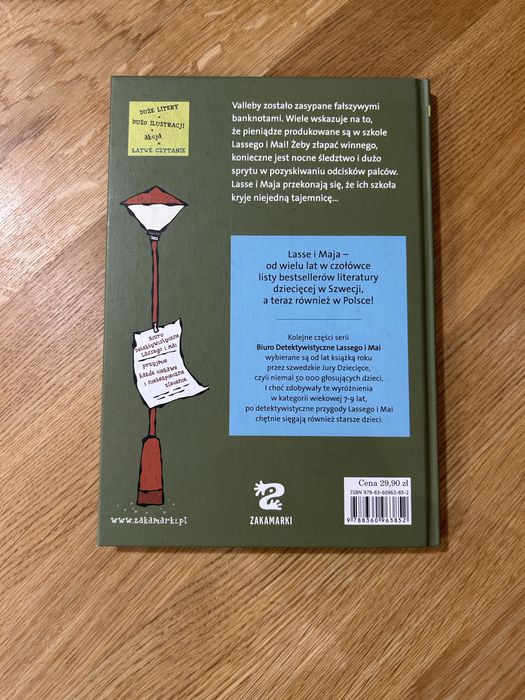 DUŻE LITERY
DUŻO ILUSTRACJI
akcja
ŁATWE CZYTANIE
Valleby zostało zasypane fałszywymi
banknotami. Wiele wskazuje na to,
że pieniądze produkowane są w szkole
Lassego i Mai! Żeby złapać winnego,
konieczne jest nocne śledztwo i dużo
sprytu w pozyskiwaniu odcisków palców.
Lasse i Maja przekonają się, że ich szkoła
kryje niejedną tajemnicę...
Lasse i Maja –
od wielu lat w czołówce
listy bestsellerów literatury
dziecięcej w Szwecji,
a teraz również w Polsce!
Kolejne części serii
Biuro Detektywistyczne Lassego i Mai
wybierane są od lat książką roku
przez szwedzkie Jury Dziecięce,
czyli niemal 50 000 głosujących dzieci.
I choć zdobywały te wyróżnienia
w kategorii wiekowej 7-9 lat,
po detektywistyczne przygody Lassego i Mai
chętnie sięgają również starsze dzieci.
BIURO
DETEKTYWISTYCZNE
LASSEGO i MAI
przyjmie
każde ciekawe
i niebezpieczne
zlecenie.
www.zakamarki.pl
ZAKAMARKI
Cena 29,90 zł
ISBN 978-83-60963-85-2
9 788360 963852